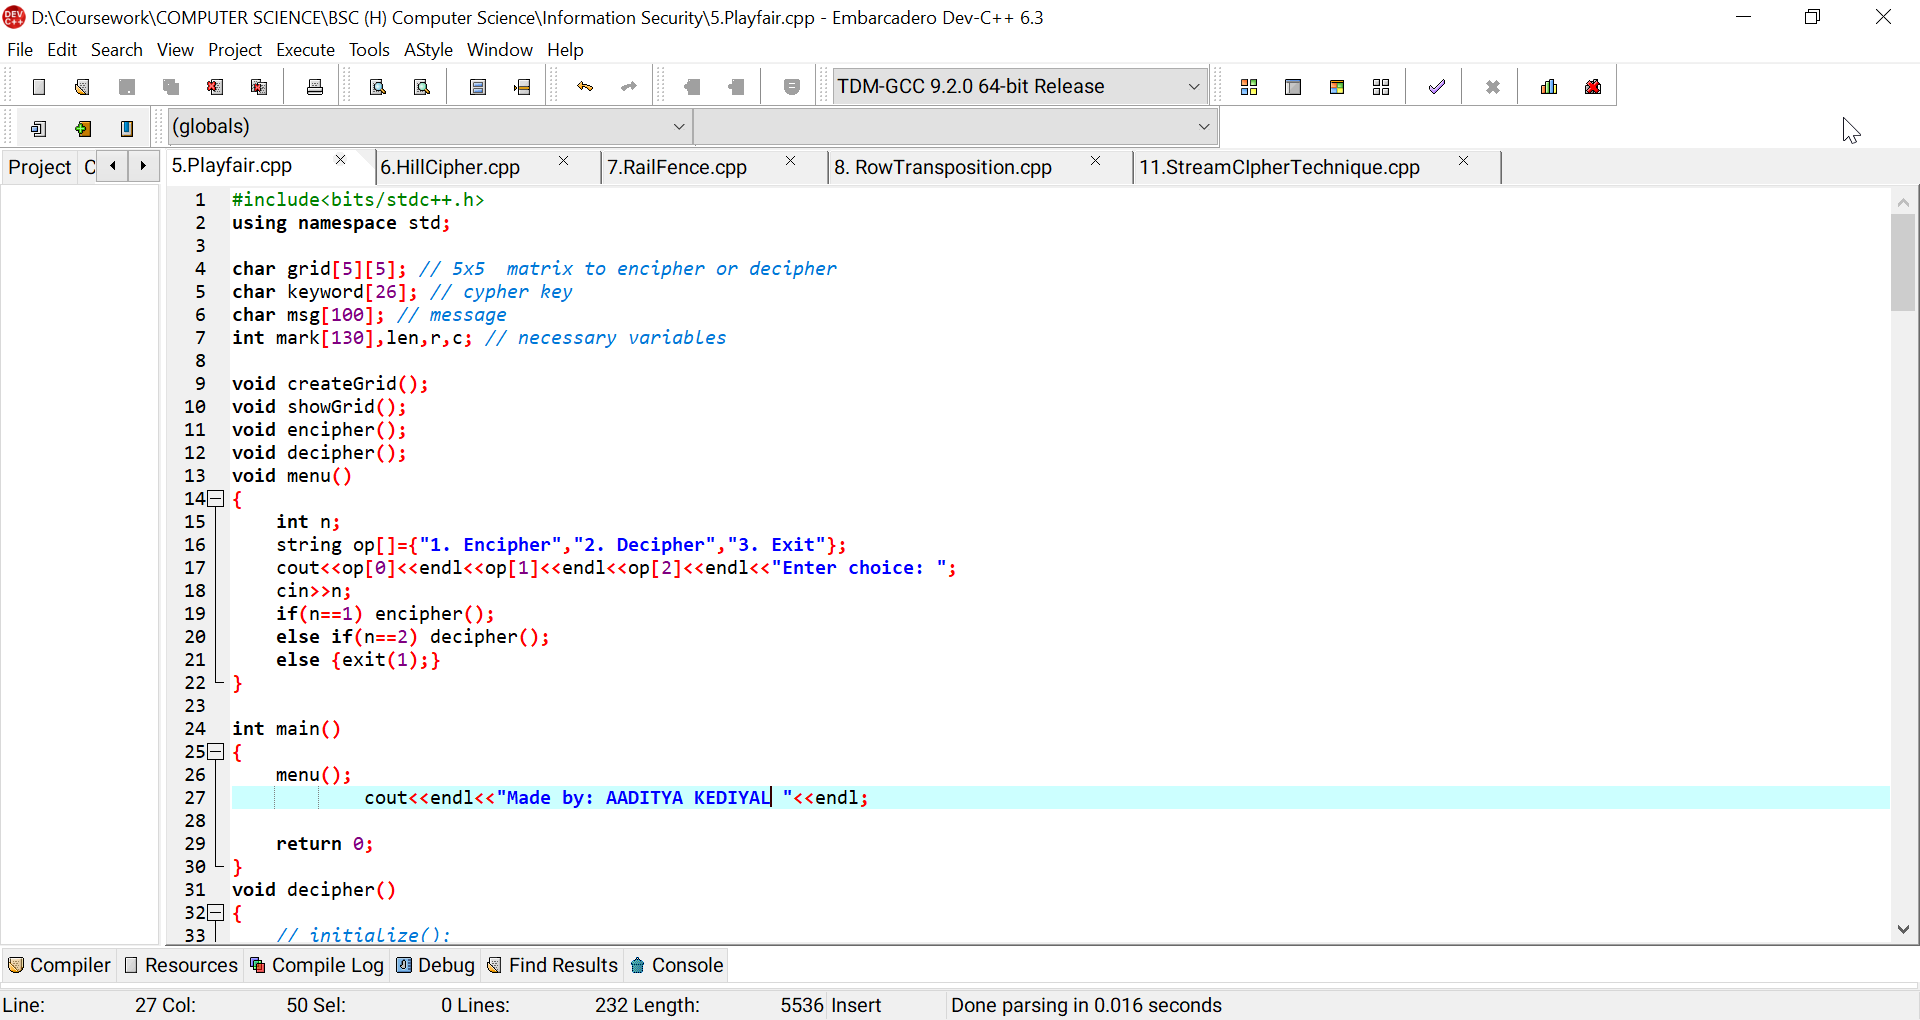 D:\Coursework\COMPUTER SCIENCE\BSC (H) Computer Science\Information Security\5.Playfair.cpp - Embarcadero Dev-C++ 6.3
File Edit Search View Project Execute Tools AStyle Window Help
TDM-GCC 9.2.0 64-bit Release
(globals)
Project C 5.Playfair.cpp 6.HillCipher.cpp 7.RailFence.cpp 8. RowTransposition.cpp 11.StreamCIpherTechnique.cpp
1 #include<bits/stdc++.h>
2 using namespace std;
3
4 char grid[5][5]; // 5x5  matrix to encipher or decipher
5 char keyword[26]; // cypher key
6 char msg[100]; // message
7 int mark[130],len,r,c; // necessary variables
8
9 void createGrid();
10 void showGrid();
11 void encipher();
12 void decipher();
13 void menu()
14 {
15     int n;
16     string op[]={"1. Encipher","2. Decipher","3. Exit"};
17     cout<<op[0]<<endl<<op[1]<<endl<<op[2]<<endl<<"Enter choice: ";
18     cin>>n;
19     if(n==1) encipher();
20     else if(n==2) decipher();
21     else {exit(1);}
22 }
23
24 int main()
25 {
26     menu();
27             cout<<endl<<"Made by: AADITYA KEDIYAL "<<endl;
28
29     return 0;
30 }
31 void decipher()
32 {
33     // initialize();
Compiler Resources Compile Log Debug Find Results Console
Line: 27 Col: 50 Sel: 0 Lines: 232 Length: 5536 Insert Done parsing in 0.016 seconds